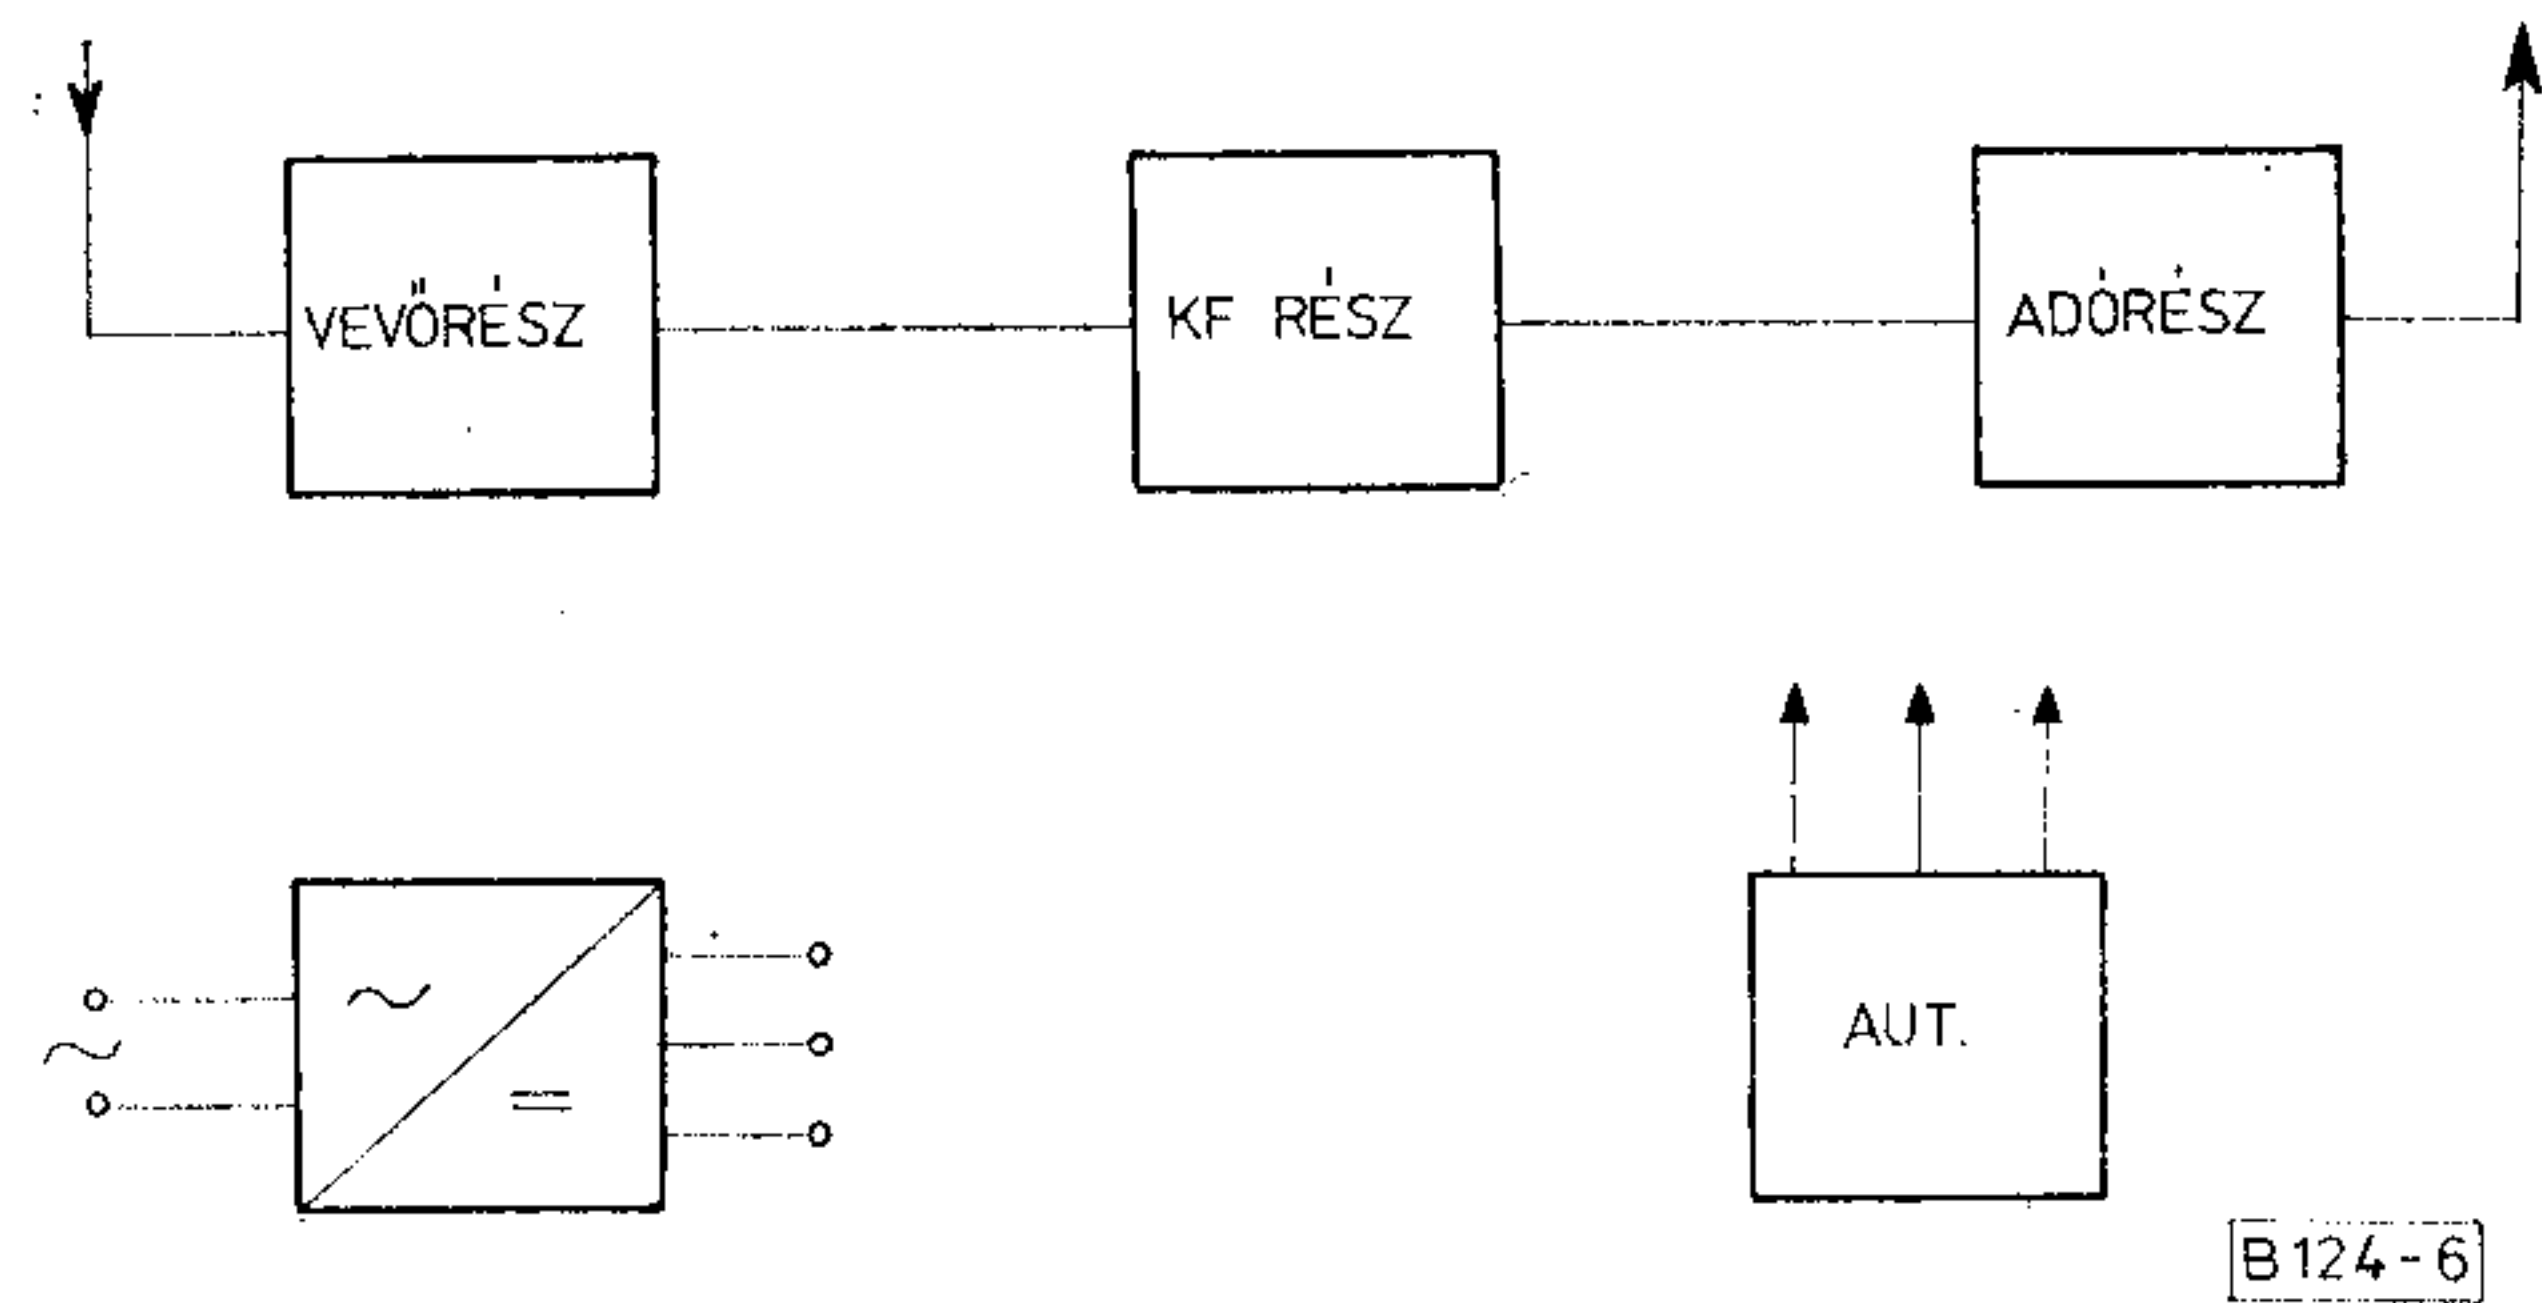 VEVŐRÉSZ
KF RÉSZ
ADÓRÉSZ
~
~
=
AUT.
B124-6